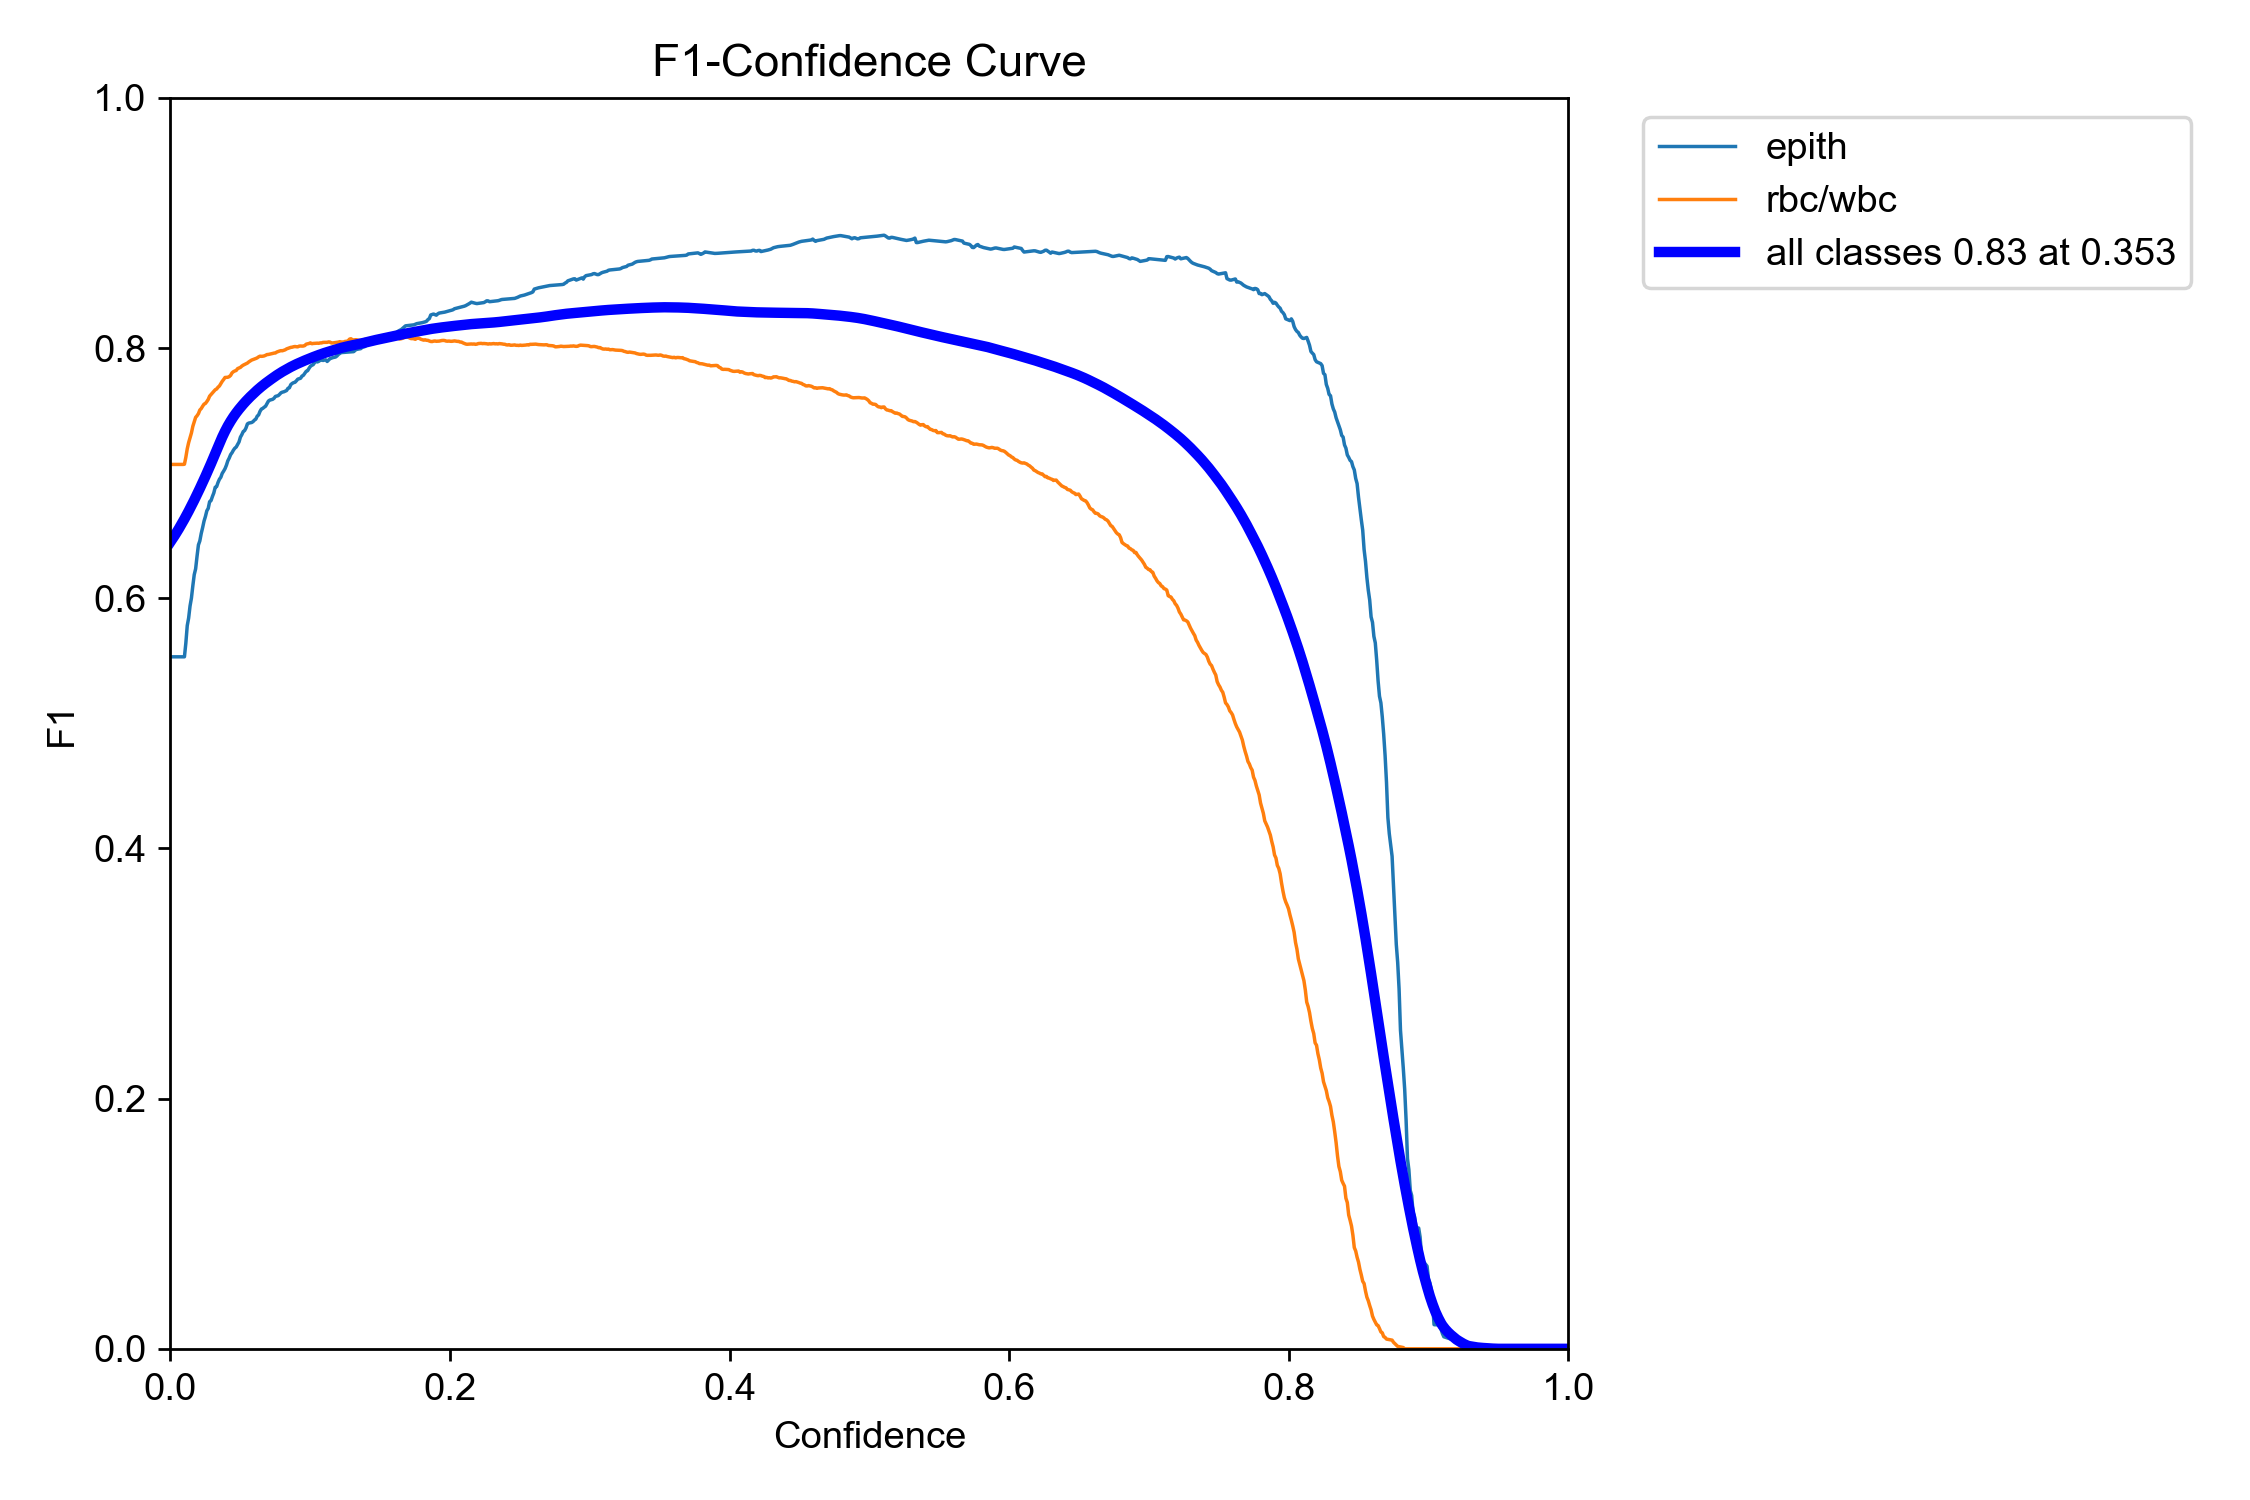 F1-Confidence Curve
1.0
0.8
0.6
0.4
0.2
0.0
F1
0.0 0.2 0.4 0.6 0.8 1.0
Confidence
epith
rbc/wbc
all classes 0.83 at 0.353